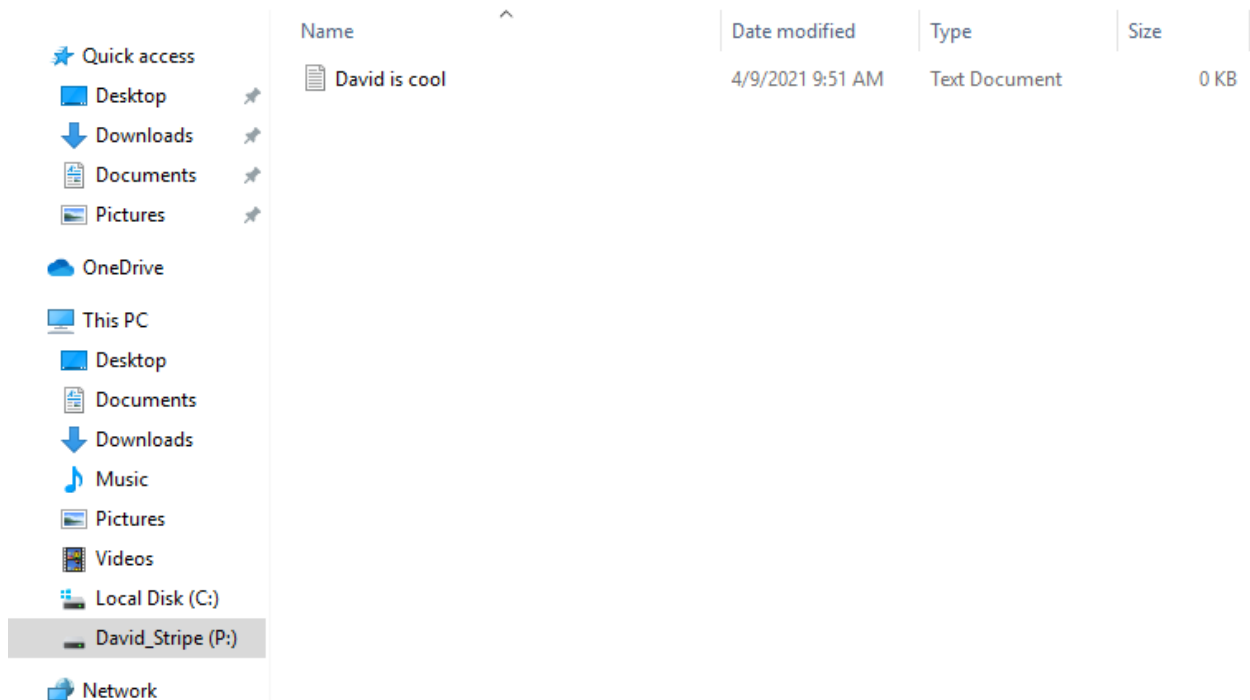 Quick access
Desktop
Downloads
Documents
Pictures
OneDrive
This PC
Desktop
Documents
Downloads
Music
Pictures
Videos
Local Disk (C:)
David_Stripe (P:)
Network
Name Date modified Type Size
David is cool 4/9/2021 9:51 AM Text Document 0 KB